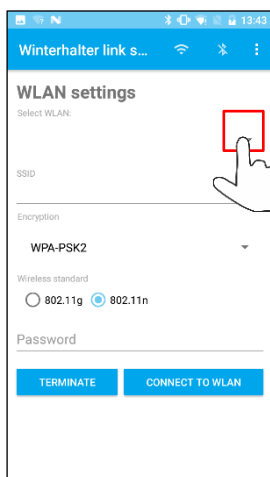 13:43
Winterhalter link s...
WLAN settings
Select WLAN:
SSID
Encryption
WPA-PSK2
Wireless standard
802.11g 802.11n
Password
TERMINATE CONNECT TO WLAN